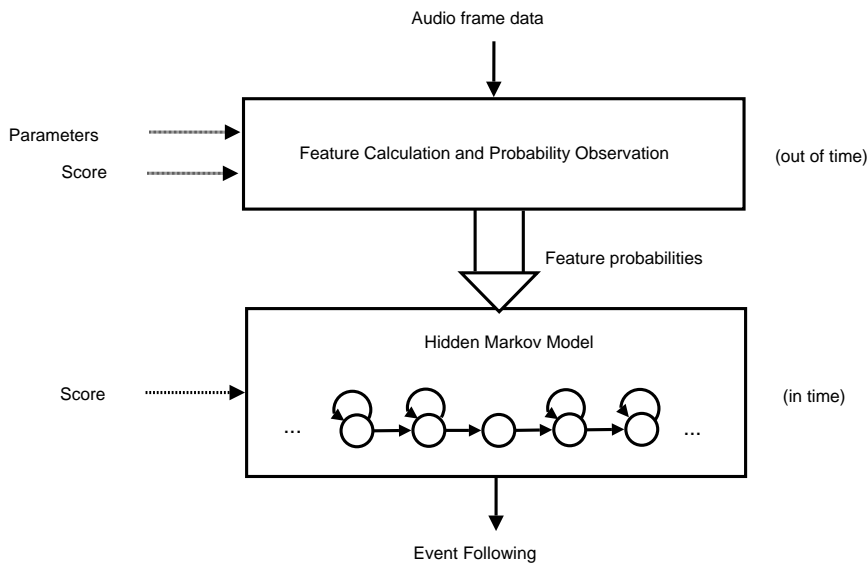 Audio frame data
Parameters
Feature Calculation and Probability Observation
(out of time)
Score
Feature probabilities
Hidden Markov Model
Score
(in time)
...
...
Event Following